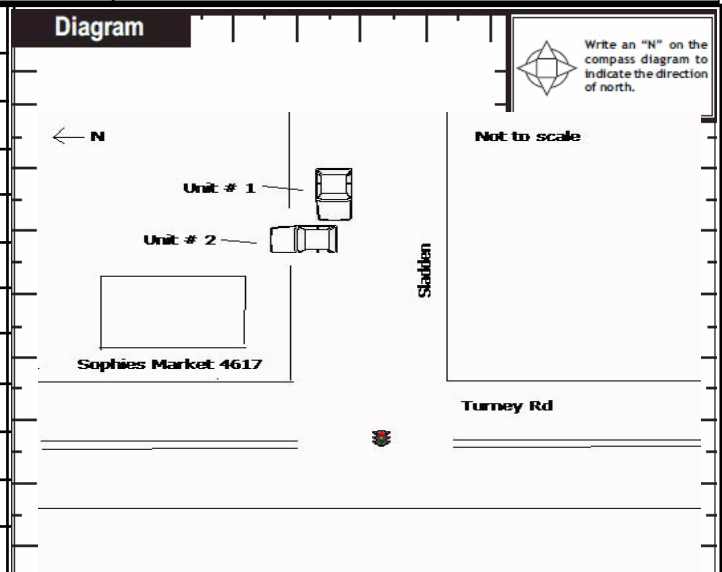 Diagram
Write an "N" on the
compass diagram to
indicate the direction
of north.
N
Not to scale
Unit # 1
Unit # 2
Sladden
Sophies Market 4617
Turney Rd